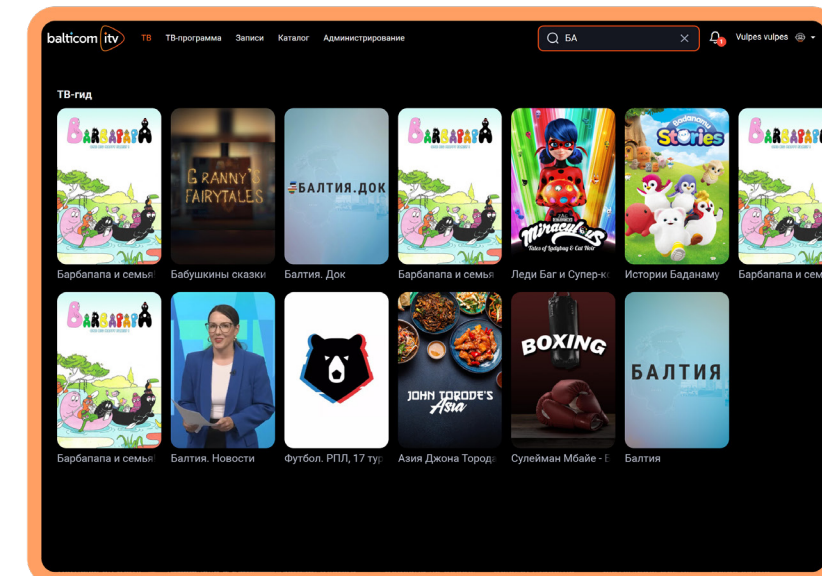 balticom itv ТВ ТВ-программа Записи Каталог Администрирование БА 1 Vulpes vulpes
ТВ-гид
BARBAPAPA
GRANNY'S
FAIRYTALES
БАЛТИЯ.ДОК
BARBAPAPA
Miraculous
Tales of Ladybug & Cat Noir
Badanamu
Stories
BARBAPAPA
Барбапапа и семья
Бабушкины сказки
Балтия. Док
Барбапапа и семья
Леди Баг и Супер-к
Истории Баданаму
Барбапапа и сем
BARBAPAPA
JOHN TORODE'S
Asia
BOXING
БАЛТИЯ
Барбапапа и семья
Балтия. Новости
Футбол. РПЛ, 17 тур
Азия Джона Торода
Сулейман Мбайе - Б
Балтия